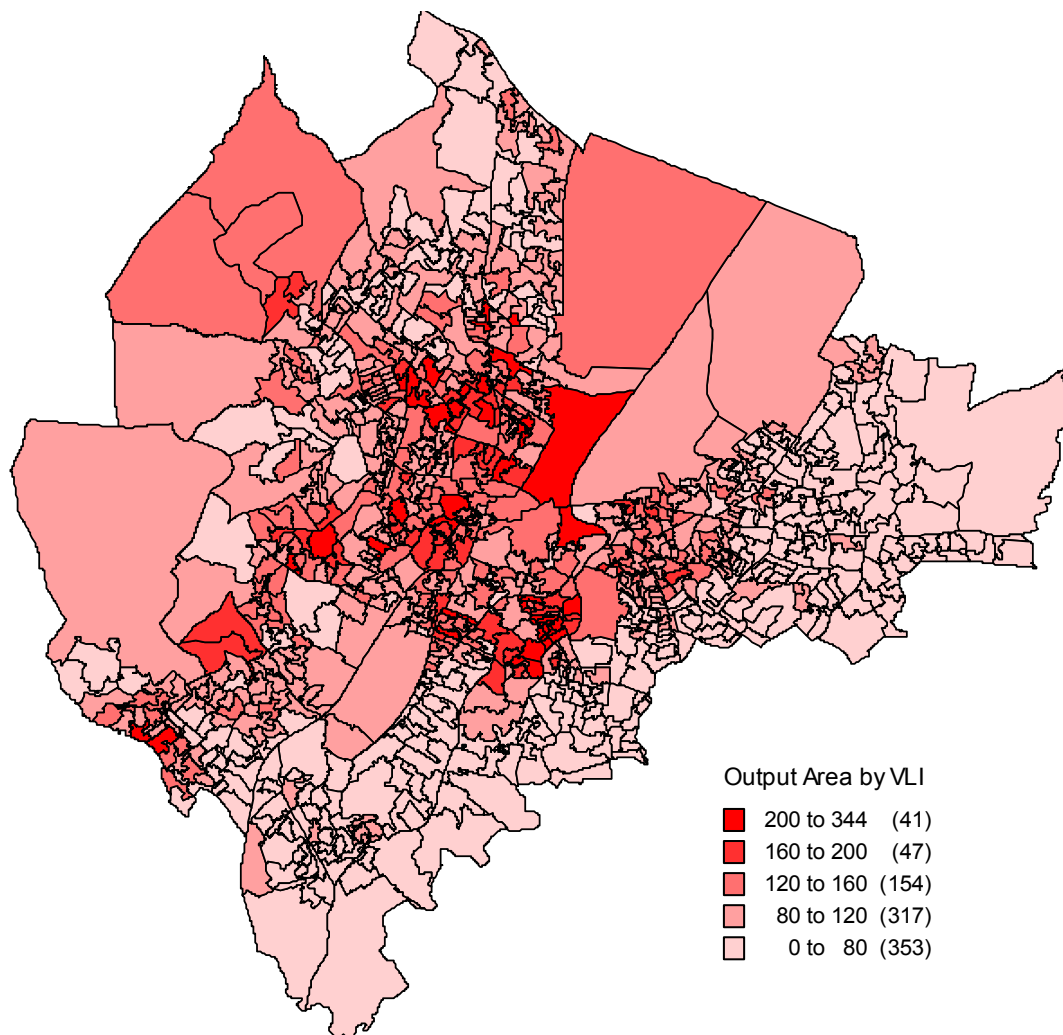 Output Area by VLI
200 to 344 (41)
160 to 200 (47)
120 to 160 (154)
80 to 120 (317)
0 to 80 (353)